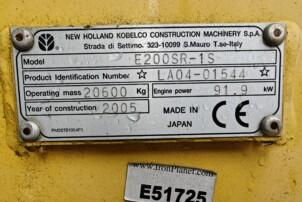 NEW HOLLAND KOBELCO CONSTRUCTION MACHINERY S.p.A.
Strada di Settimo, 323-10099 S.Mauro T.se-Italy
Model E200SR-1S
Product Identification Number ☆ LA04-01544 ☆
Operating mass 20600 Kg Engine power 91.9 kW
Year of construction 2005
MADE IN JAPAN CE
E51725